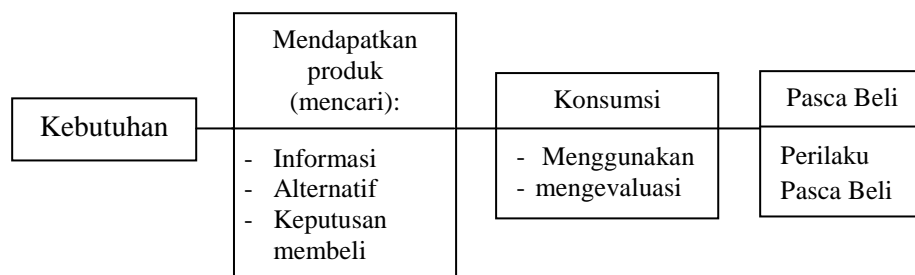 Kebutuhan
Mendapatkan
produk
(mencari):
- Informasi
- Alternatif
- Keputusan
membeli
Konsumsi
- Menggunakan
- mengevaluasi
Pasca Beli
Perilaku
Pasca Beli